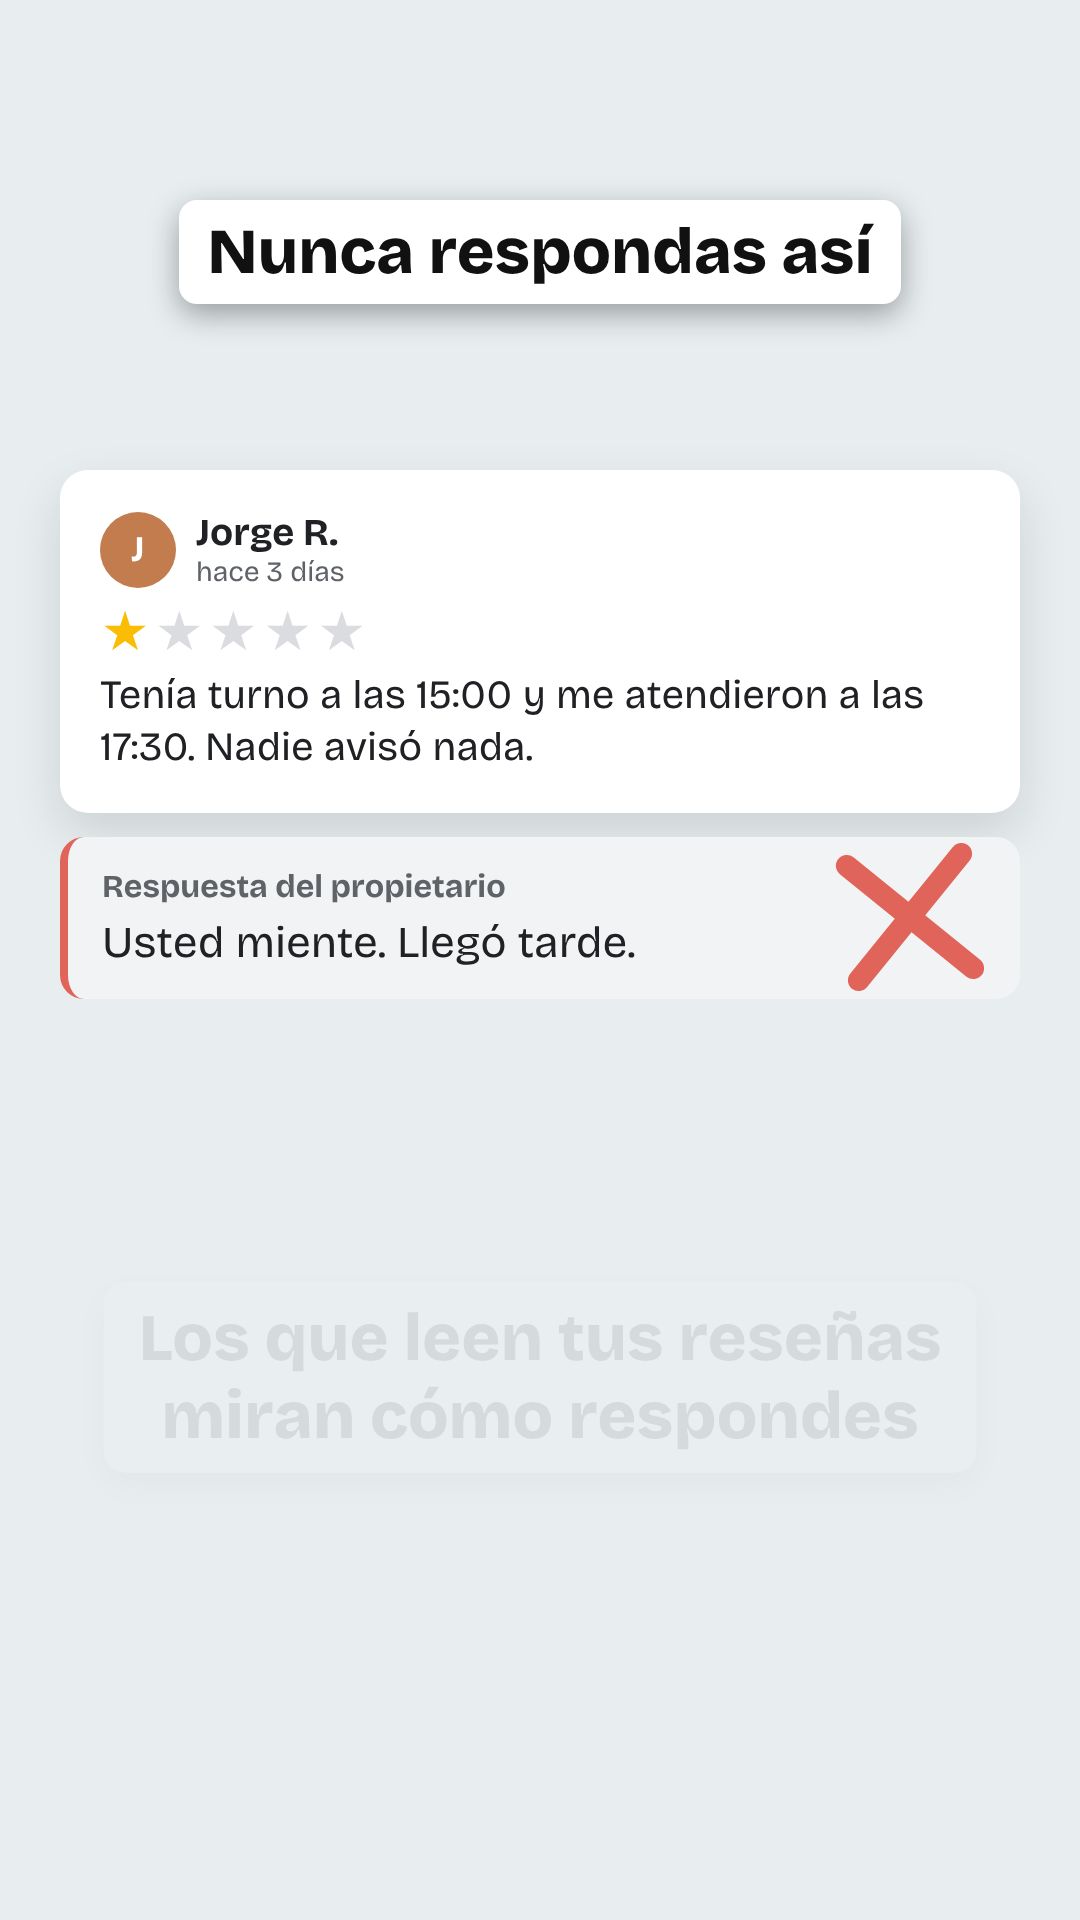 Nunca respondas así
J
Jorge R.
hace 3 días
Tenía turno a las 15:00 y me atendieron a las
17:30. Nadie avisó nada.
Respuesta del propietario
Usted miente. Llegó tarde.
Los que leen tus reseñas
miran cómo respondes